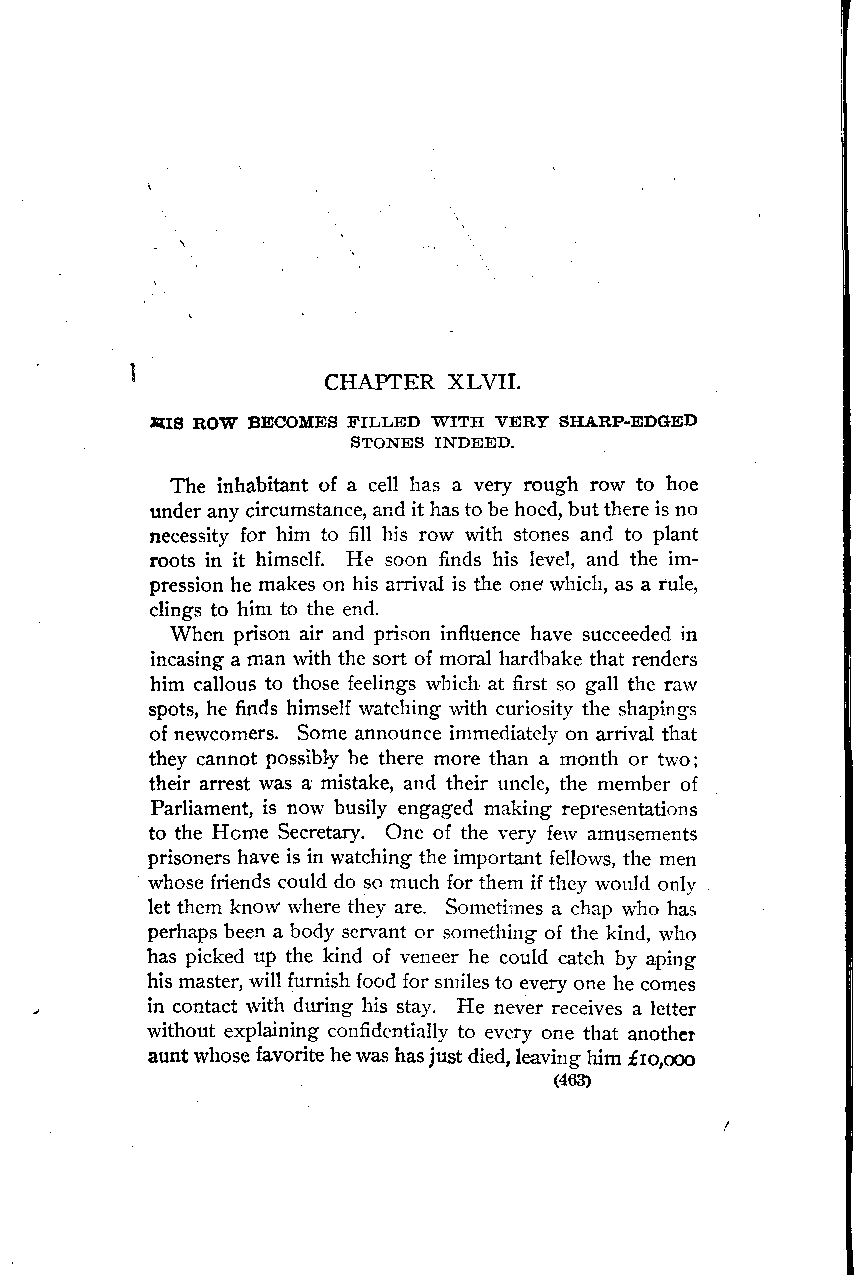 CHAPTER XLVII.
HIS ROW BECOMES FILLED WITH VERY SHARP-EDGED
STONES INDEED.
The inhabitant of a cell has a very rough row to hoe
under any circumstance, and it has to be hoed, but there is no
necessity for him to fill his row with stones and to plant
roots in it himself. He soon finds his level, and the im-
pression he makes on his arrival is the one which, as a rule,
clings to him to the end.
When prison air and prison influence have succeeded in
incasing a man with the sort of moral hardbake that renders
him callous to those feelings which at first so gall the raw
spots, he finds himself watching with curiosity the shapings
of newcomers. Some announce immediately on arrival that
they cannot possibly be there more than a month or two;
their arrest was a mistake, and their uncle, the member of
Parliament, is now busily engaged making representations
to the Home Secretary. One of the very few amusements
prisoners have is in watching the important fellows, the men
whose friends could do so much for them if they would only
let them know where they are. Sometimes a chap who has
perhaps been a body servant or something of the kind, who
has picked up the kind of veneer he could catch by aping
his master, will furnish food for smiles to every one he comes
in contact with during his stay. He never receives a letter
without explaining confidentially to every one that another
aunt whose favorite he was has just died, leaving him £10,000
(463)